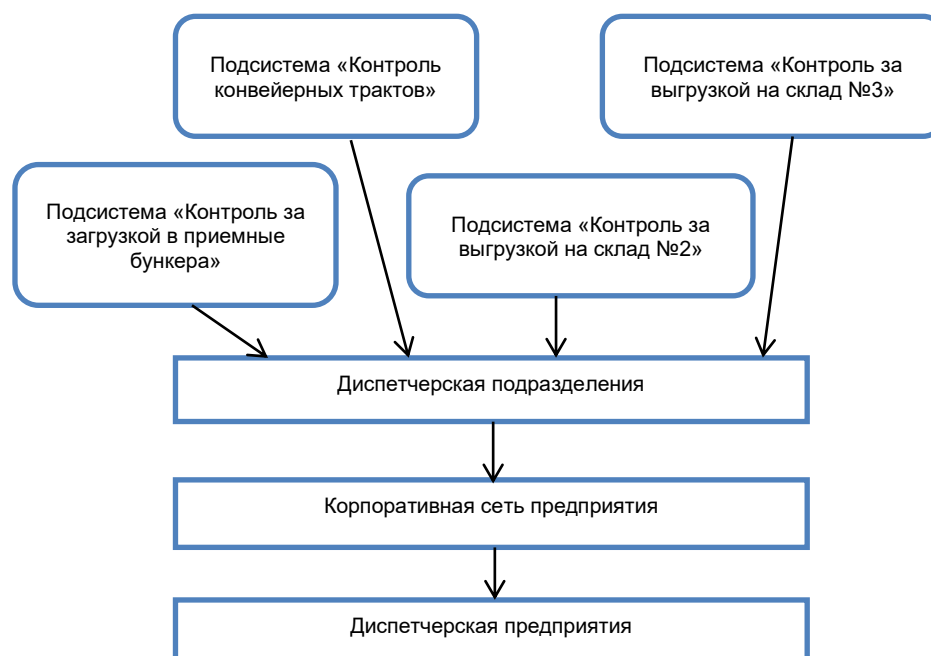 Подсистема «Контроль
конвейерных трактов»
Подсистема «Контроль за
выгрузкой на склад №3»
Подсистема «Контроль за
загрузкой в приемные
бункера»
Подсистема «Контроль за
выгрузкой на склад №2»
Диспетчерская подразделения
Корпоративная сеть предприятия
Диспетчерская предприятия